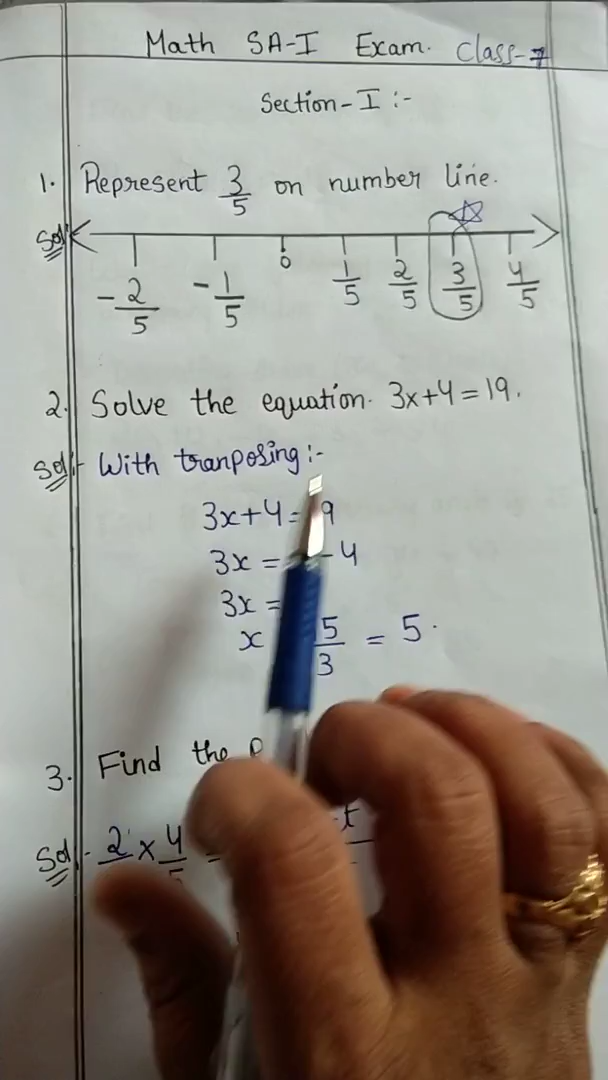 Math SA-I Exam. Class-7
Section-I :-
1. Represent 3/5 on number line.
Sol
-2/5 -1/5 0 1/5 2/5 3/5 4/5
2. Solve the equation. 3x+4=19.
Sol:- With tranposing:-
3x+4= 9
3x = -4
3x =
x 5/3 = 5.
3. Find the
Sol:- 2 × 4/5 =